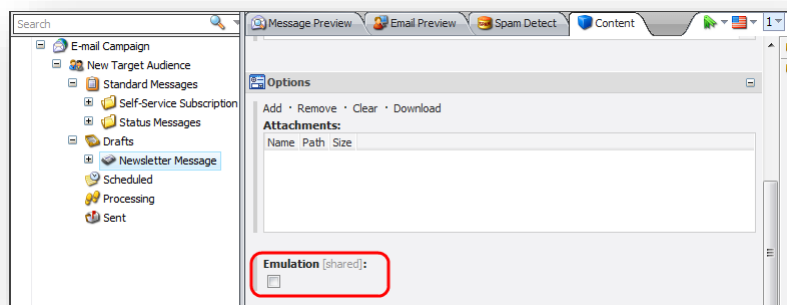 Search
E-mail Campaign
New Target Audience
Standard Messages
Self-Service Subscription
Status Messages
Drafts
Newsletter Message
Scheduled
Processing
Sent
Message Preview Email Preview Spam Detect Content 1
Options
Add · Remove · Clear · Download
Attachments:
Name Path Size
Emulation [shared]: